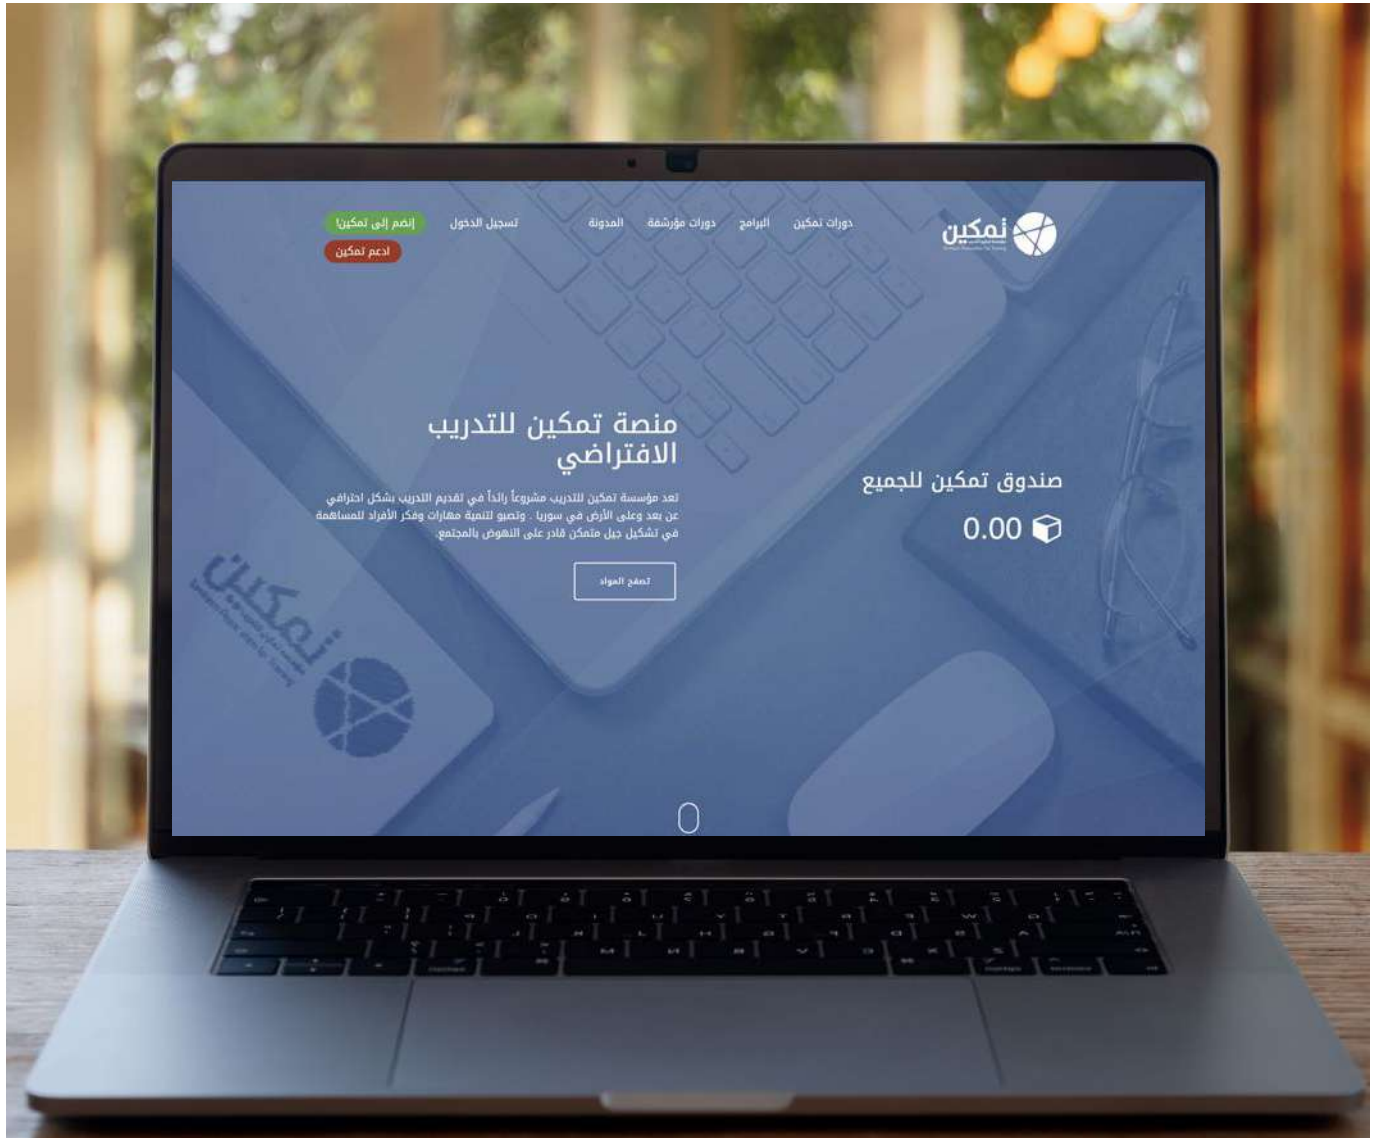 تمكين
دورات تمكين
البرامج
دورات مؤرشفة
المدونة
تسجيل الدخول
إنضم إلى تمكين!
ادعم تمكين
منصة تمكين للتدريب
الافتراضي
تعد مؤسسة تمكين للتدريب مشروعاً رائداً في تقديم التدريب بشكل احترافي
عن بعد وعلى الأرض في سوريا . وتصبو لتنمية مهارات وفكر الأفراد للمساهمة
في تشكيل جيل متمكن قادر على النهوض بالمجتمع.
تصفح المواد
صندوق تمكين للجميع
0.00
تمكين